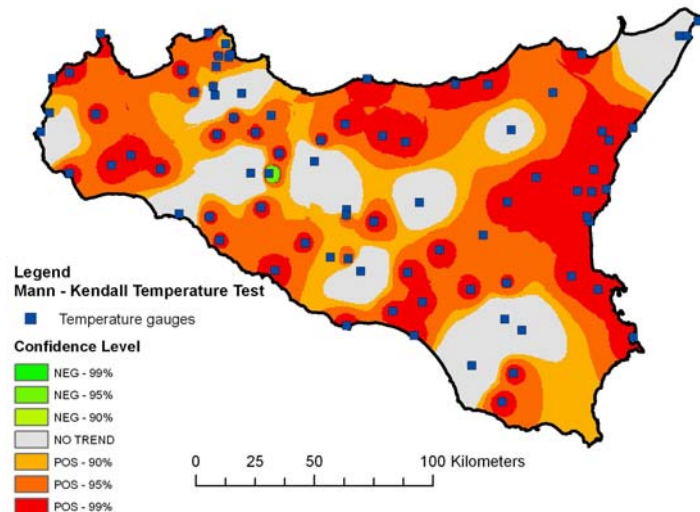 Legend
Mann - Kendall Temperature Test
Temperature gauges
Confidence Level
NEG - 99%
NEG - 95%
NEG - 90%
NO TREND
POS - 90%
POS - 95%
POS - 99%
0 25 50 100 Kilometers